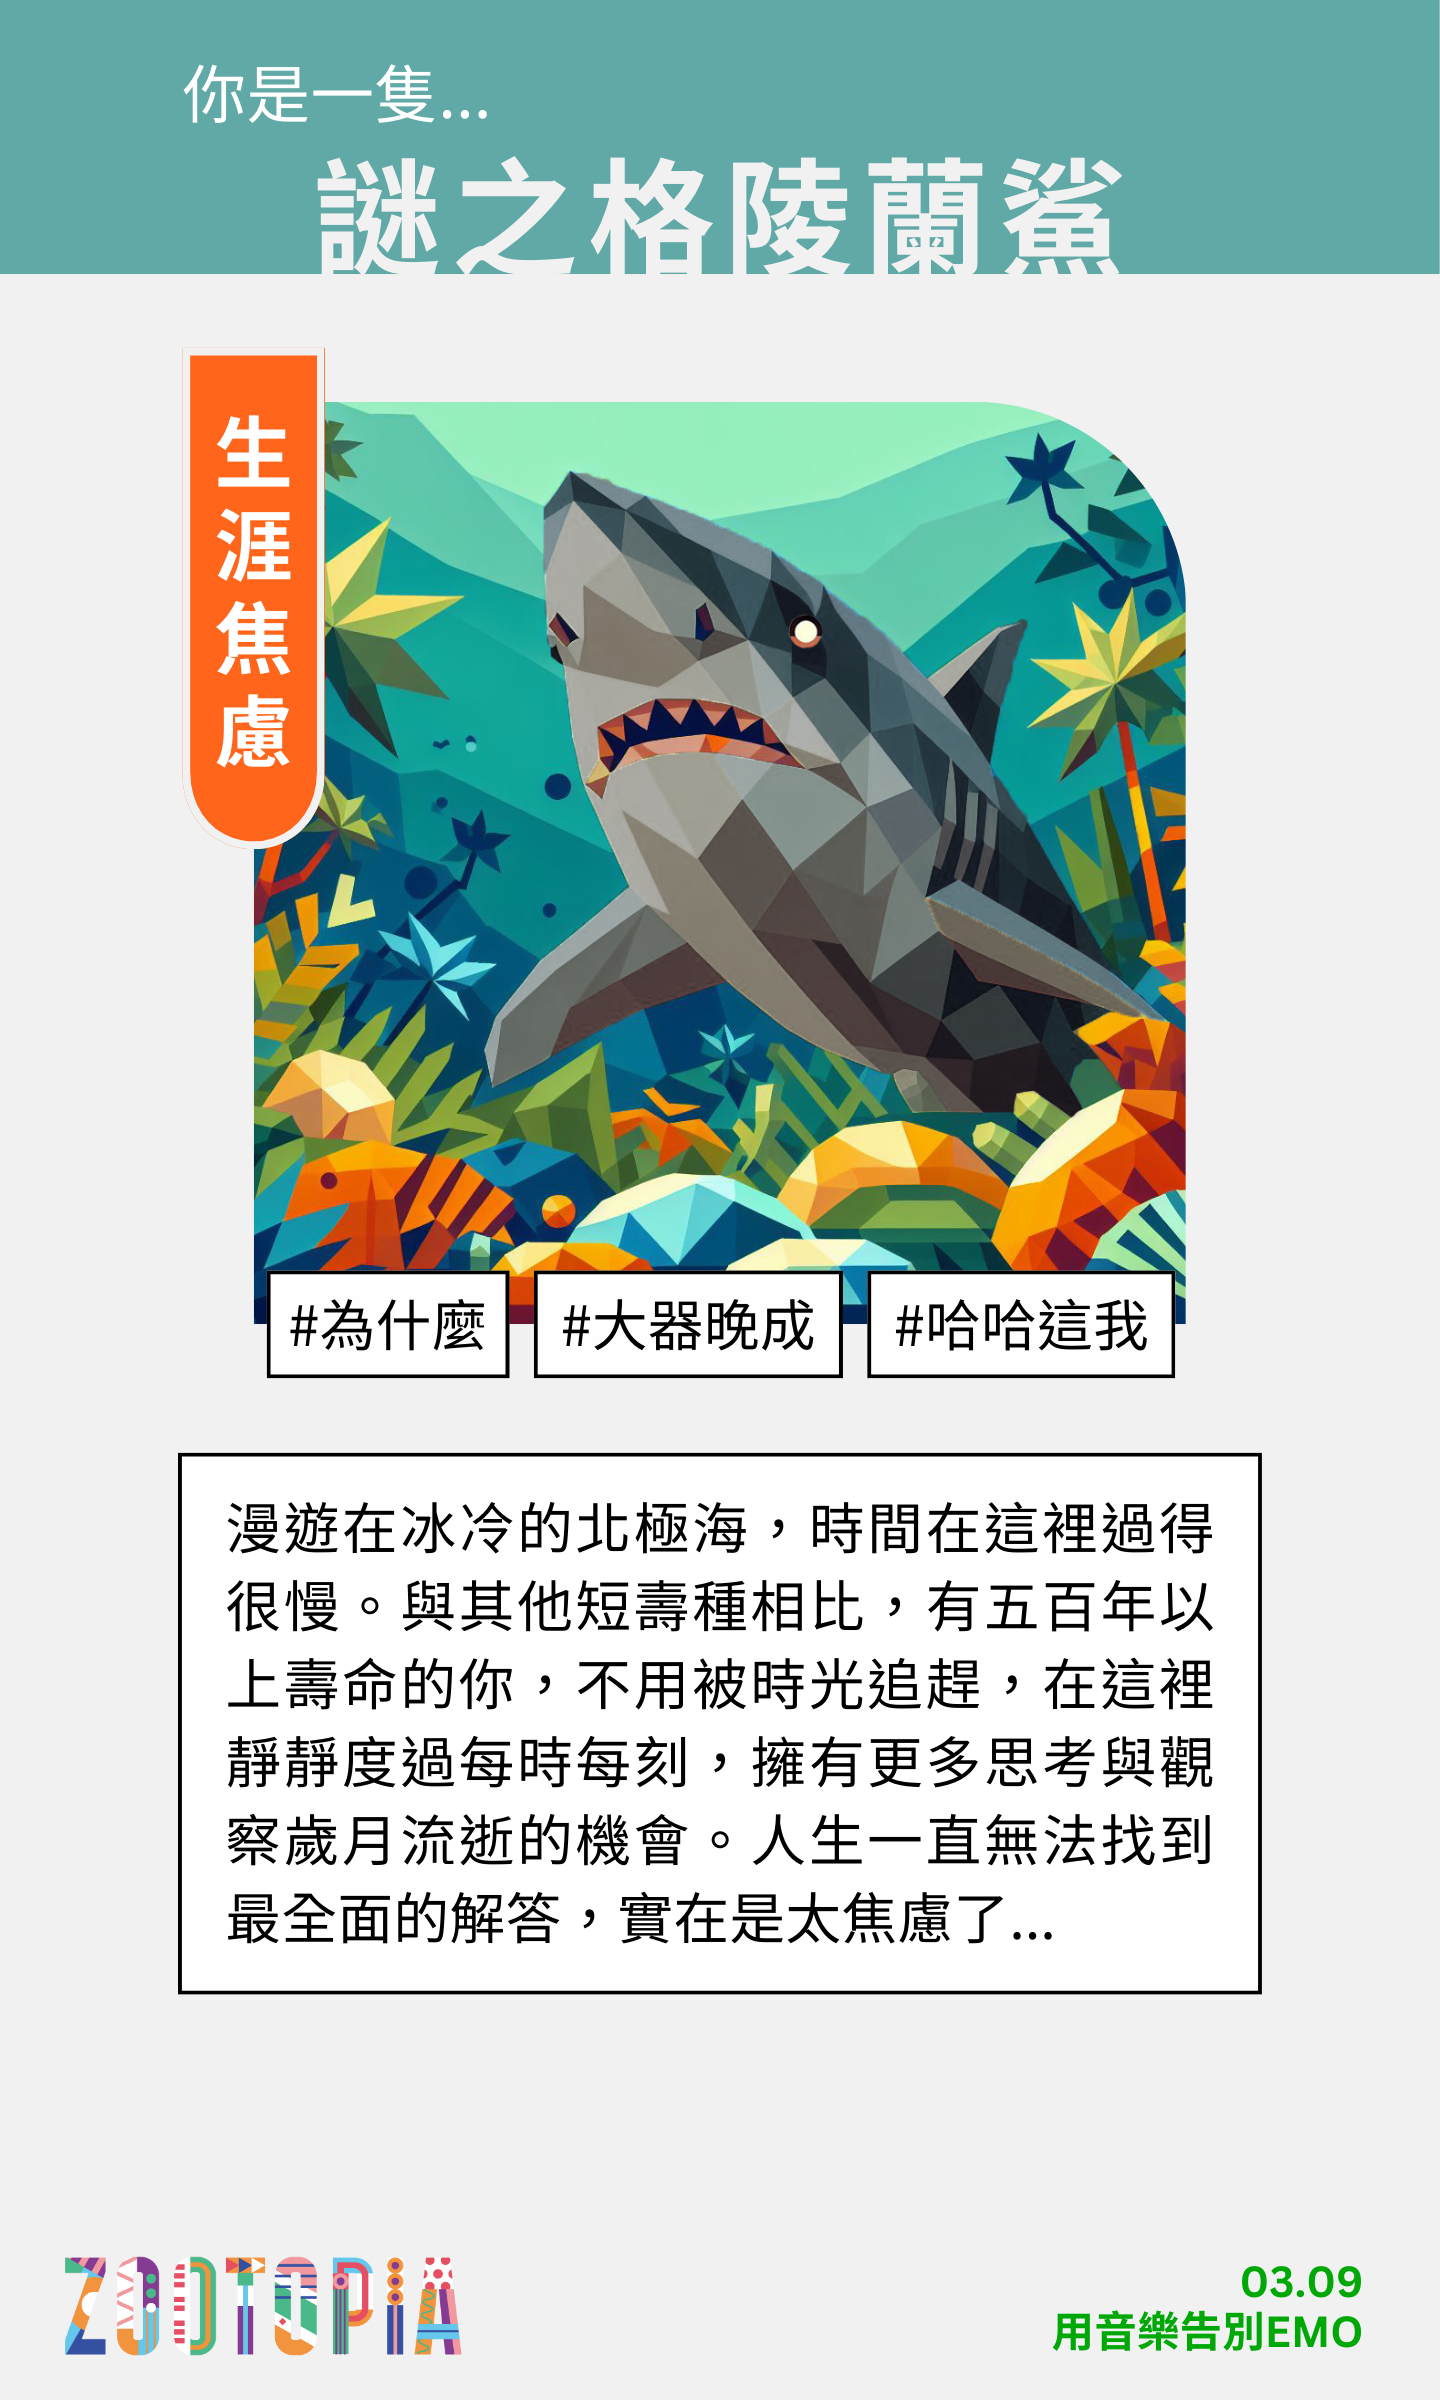 你是一隻...
謎之格陵蘭鯊
生涯焦慮
#為什麼
#大器晚成
#哈哈這我
漫遊在冰冷的北極海，時間在這裡過得
很慢。與其他短壽種相比，有五百年以
上壽命的你，不用被時光追趕，在這裡
靜靜度過每時每刻，擁有更多思考與觀
察歲月流逝的機會。人生一直無法找到
最全面的解答，實在是太焦慮了...
ZOOTOPiA
03.09
用音樂告別EMO